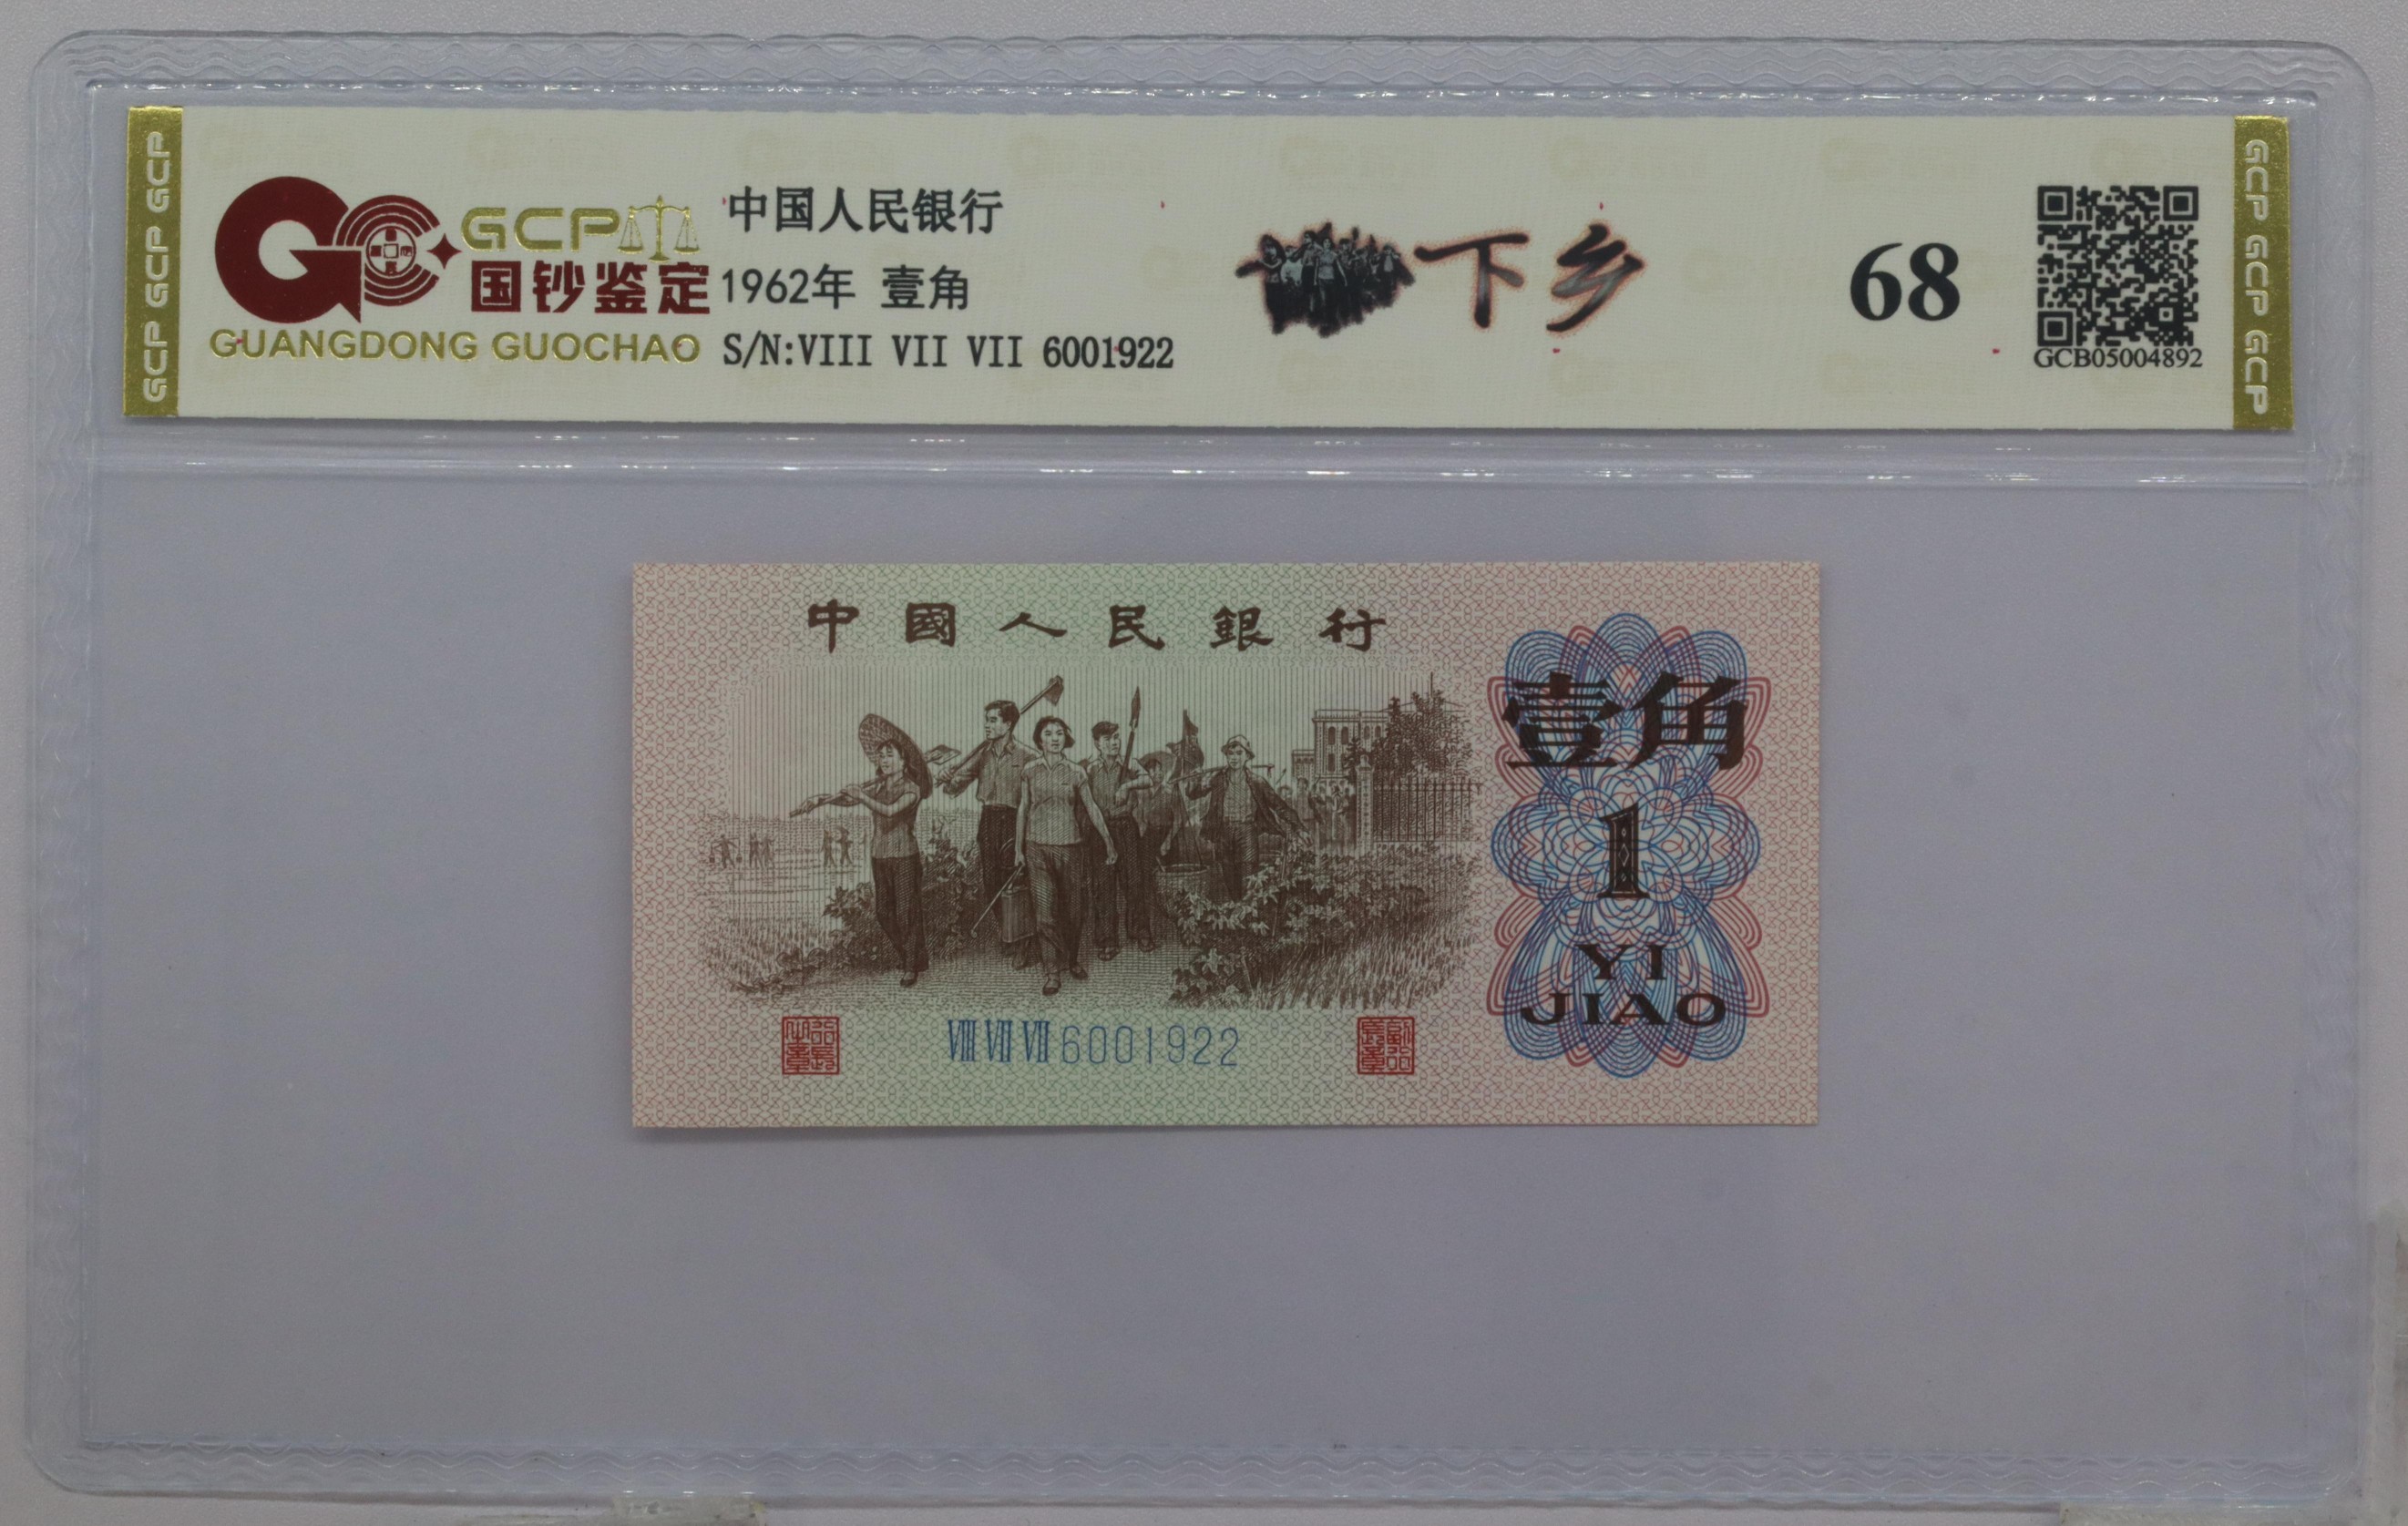 GCP GCP GCP
GCP
国钞鉴定
GUANGDONG GUOCHAO
中国人民银行
1962年 壹角
S/N:VIII VII VII 6001922
下乡
68
GCB05004892
GCP GCP GCP
中國人民銀行
壹角
1
YI
JIAO
VIII VII VII 6001922